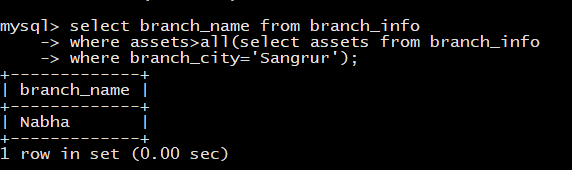 mysql> select branch_name from branch_info
    -> where assets>all(select assets from branch_info
    -> where branch_city='Sangrur');
+-------------+
| branch_name |
+-------------+
| Nabha       |
+-------------+
1 row in set (0.00 sec)